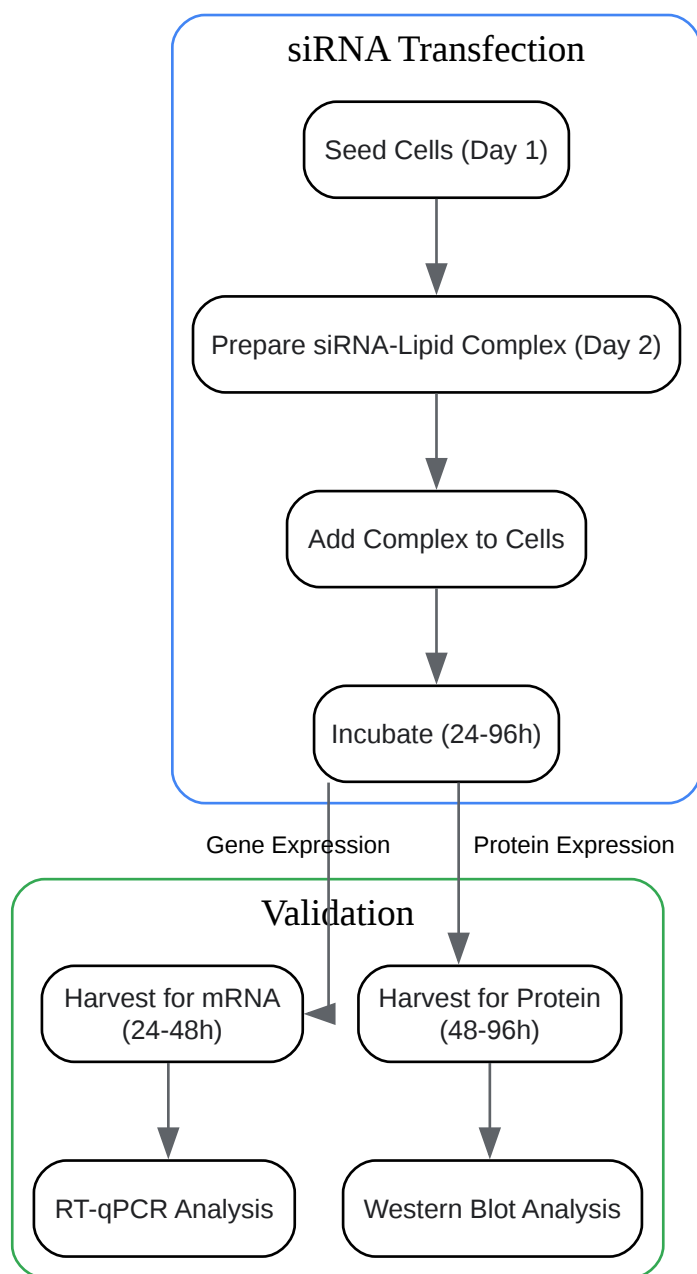 siRNA Transfection
Seed Cells (Day 1)
Prepare siRNA-Lipid Complex (Day 2)
Add Complex to Cells
Incubate (24-96h)
Gene Expression
Protein Expression
Validation
Harvest for mRNA
(24-48h)
Harvest for Protein
(48-96h)
RT-qPCR Analysis
Western Blot Analysis